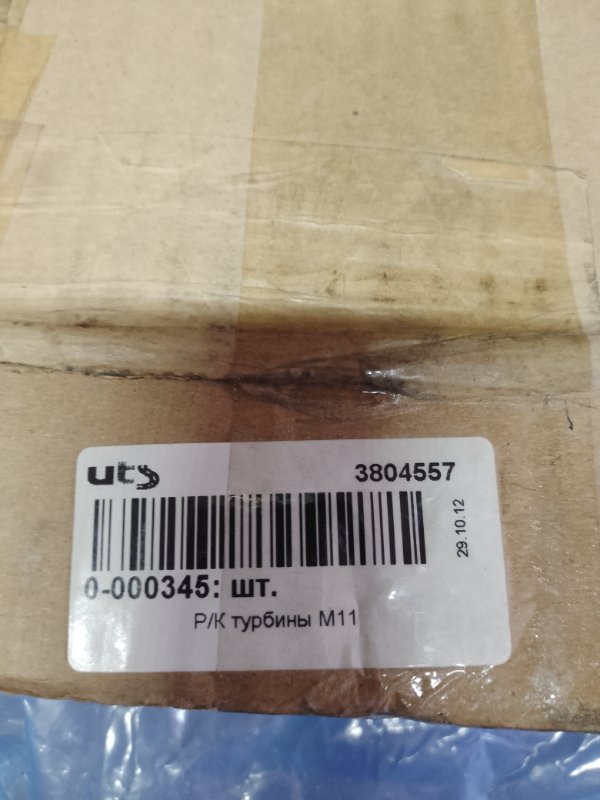 uts 3804557
29.10.12
0-000345: шт.
Р/К турбины М11